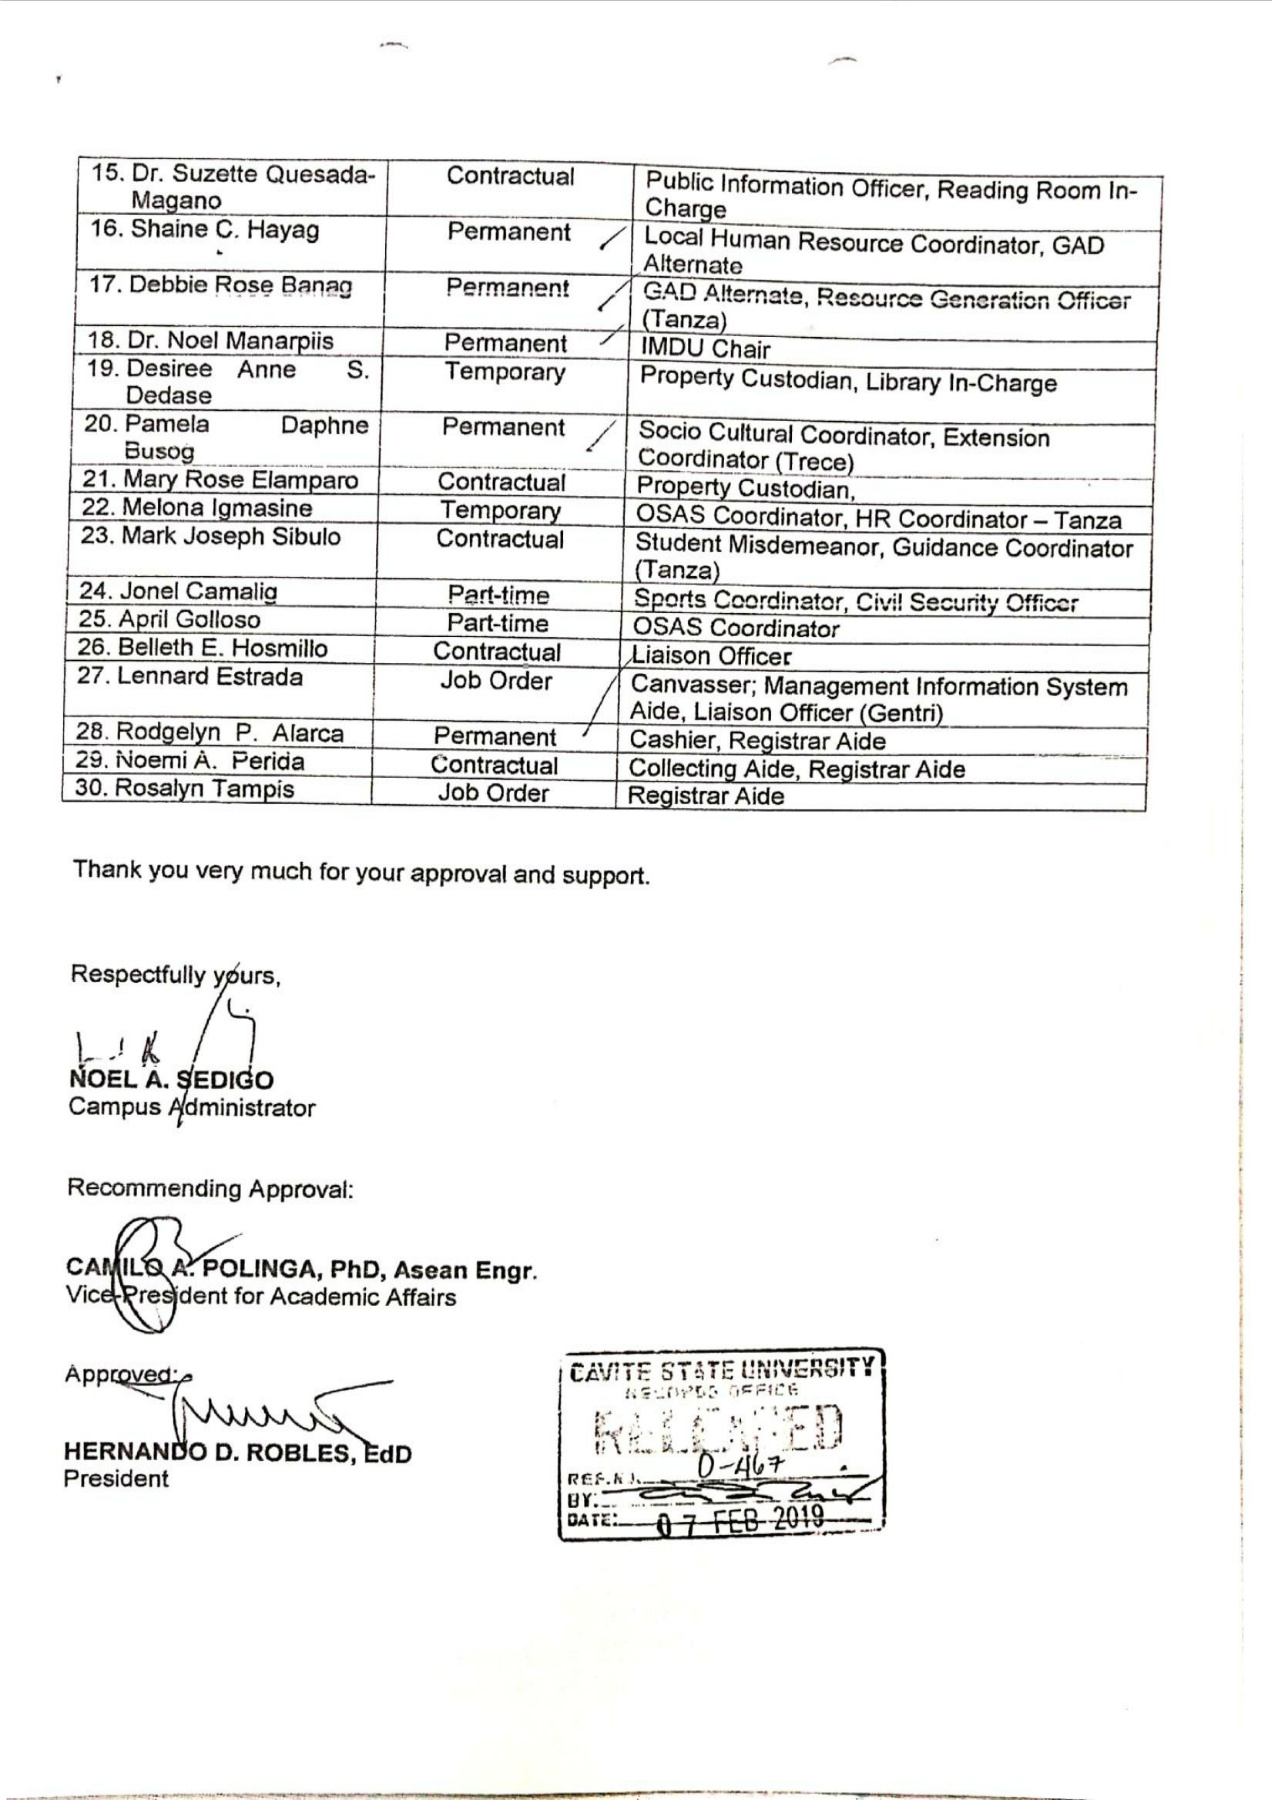 15. Dr. Suzette Quesada- Contractual Public Information Officer, Reading Room In-
Magano Charge
16. Shaine C. Hayag Permanent Local Human Resource Coordinator, GAD
Alternate
17. Debbie Rose Banag Permanent GAD Alternate, Resource Generation Officer
(Tanza)
18. Dr. Noel Manarpiis Permanent IMDU Chair
19. Desiree Anne S. Temporary Property Custodian, Library In-Charge
Dedase
20. Pamela Daphne Permanent Socio Cultural Coordinator, Extension
Busog Coordinator (Trece)
21. Mary Rose Elamparo Contractual Property Custodian,
22. Melona Igmasine Temporary OSAS Coordinator, HR Coordinator – Tanza
23. Mark Joseph Sibulo Contractual Student Misdemeanor, Guidance Coordinator
(Tanza)
24. Jonel Camalig Part-time Sports Coordinator, Civil Security Officer
25. April Golloso Part-time OSAS Coordinator
26. Belleth E. Hosmillo Contractual Liaison Officer
27. Lennard Estrada Job Order Canvasser; Management Information System
Aide, Liaison Officer (Gentri)
28. Rodgelyn P. Alarca Permanent Cashier, Registrar Aide
29. Noemi A. Perida Contractual Collecting Aide, Registrar Aide
30. Rosalyn Tampis Job Order Registrar Aide
Thank you very much for your approval and support.
Respectfully yours,
NOEL A. SEDIGO
Campus Administrator
Recommending Approval:
CAMILO A. POLINGA, PhD, Asean Engr.
Vice-President for Academic Affairs
Approved:
HERNANDO D. ROBLES, EdD
President
CAVITE STATE UNIVERSITY
RECORDS OFFICE
RELEASED
REF.N. 0-467
BY:
DATE: 07 FEB 2019